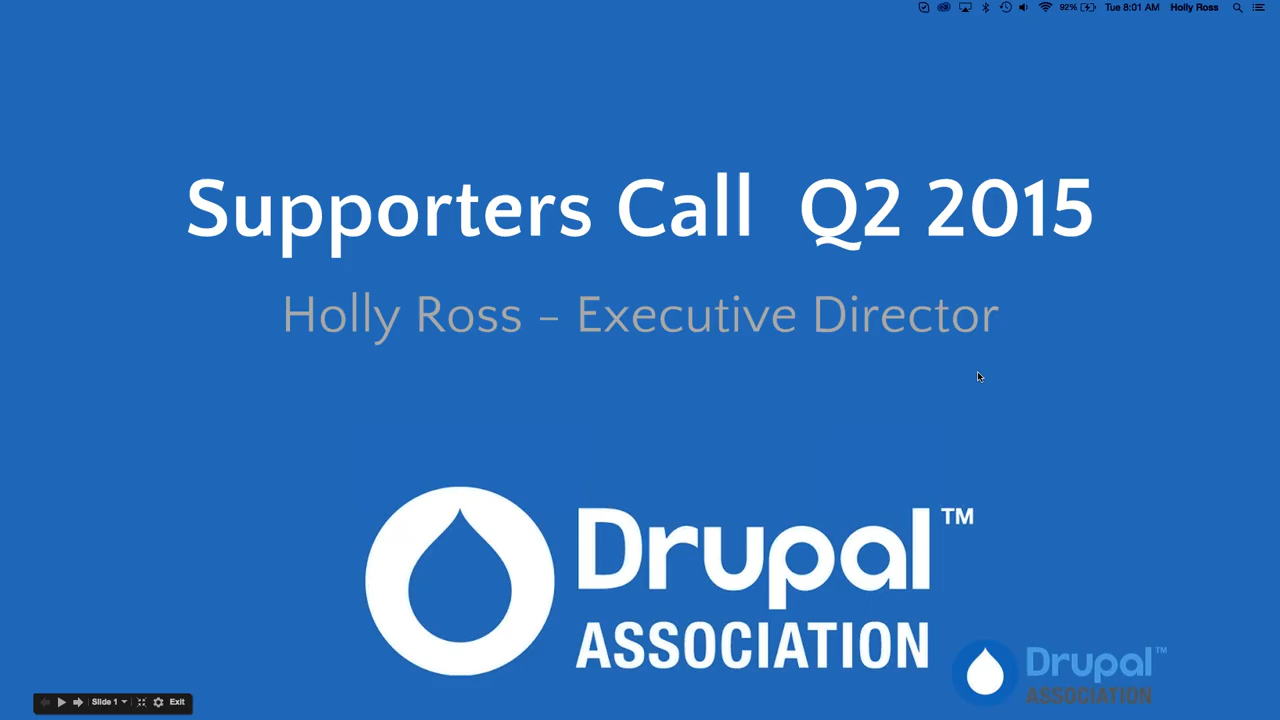 92% Tue 8:01 AM Holly Ross
Supporters Call Q2 2015
Holly Ross – Executive Director
Drupal™
ASSOCIATION
Drupal™
ASSOCIATION
Slide 1 Exit